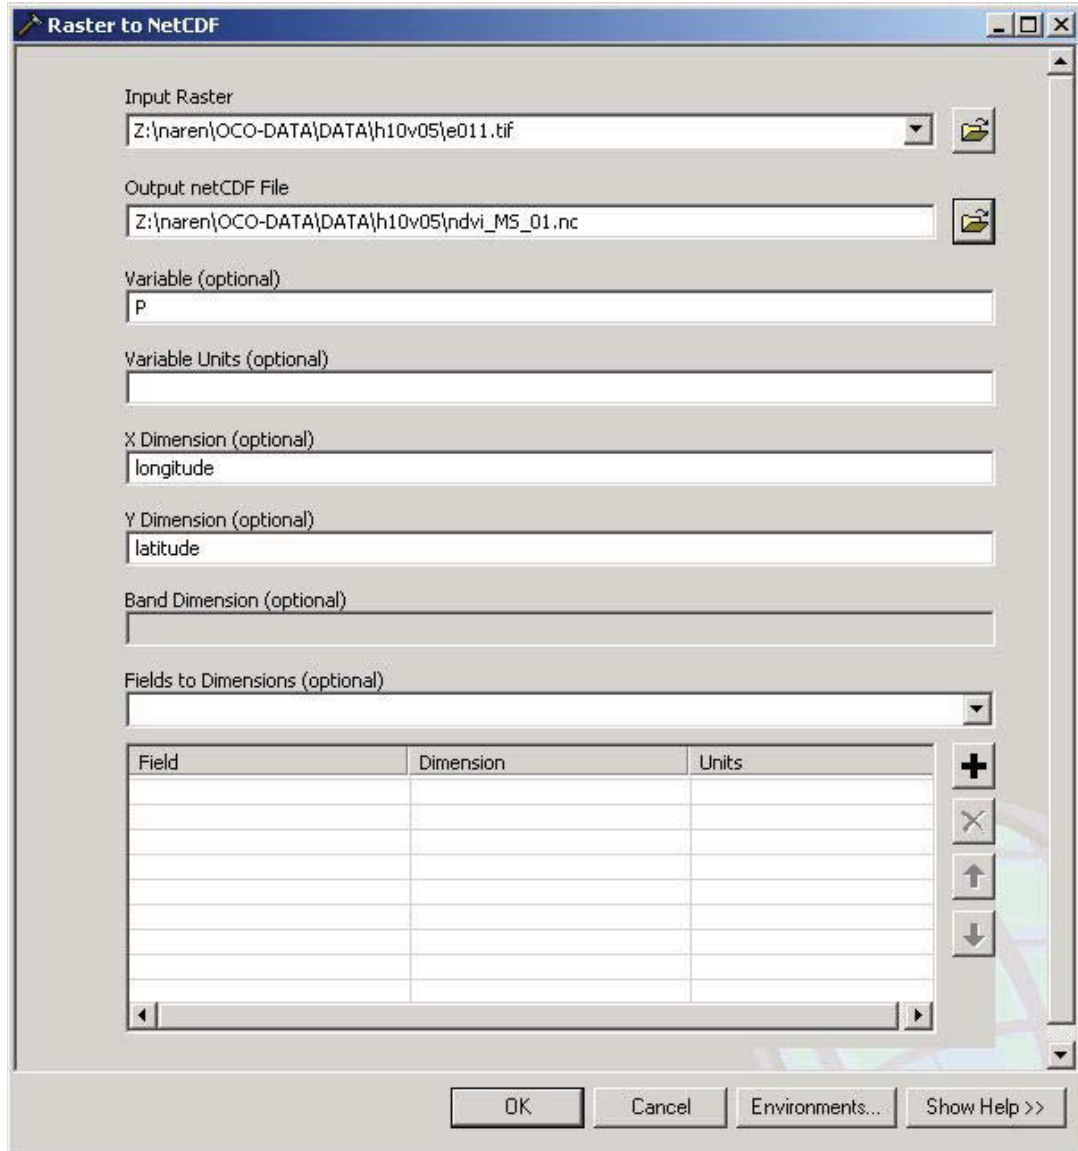 Raster to NetCDF
Input Raster
Z:\naren\OCO-DATA\DATA\h10v05\e011.tif
Output netCDF File
Z:\naren\OCO-DATA\DATA\h10v05\ndvi_MS_01.nc
Variable (optional)
P
Variable Units (optional)
X Dimension (optional)
longitude
Y Dimension (optional)
latitude
Band Dimension (optional)
Fields to Dimensions (optional)
Field Dimension Units
OK Cancel Environments... Show Help >>